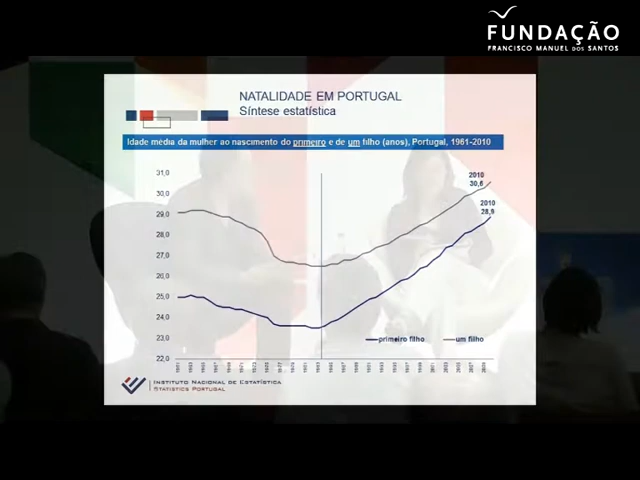 FUNDAÇÃO
FRANCISCO MANUEL DOS SANTOS
NATALIDADE EM PORTUGAL
Síntese estatística
Idade média da mulher ao nascimento do primeiro e de um filho (anos), Portugal, 1961-2010
31,0
30,0
29,0
28,0
27,0
26,0
25,0
24,0
23,0
22,0
2010
30,6
2010
28,9
primeiro filho
um filho
INSTITUTO NACIONAL DE ESTATÍSTICA
STATISTICS PORTUGAL